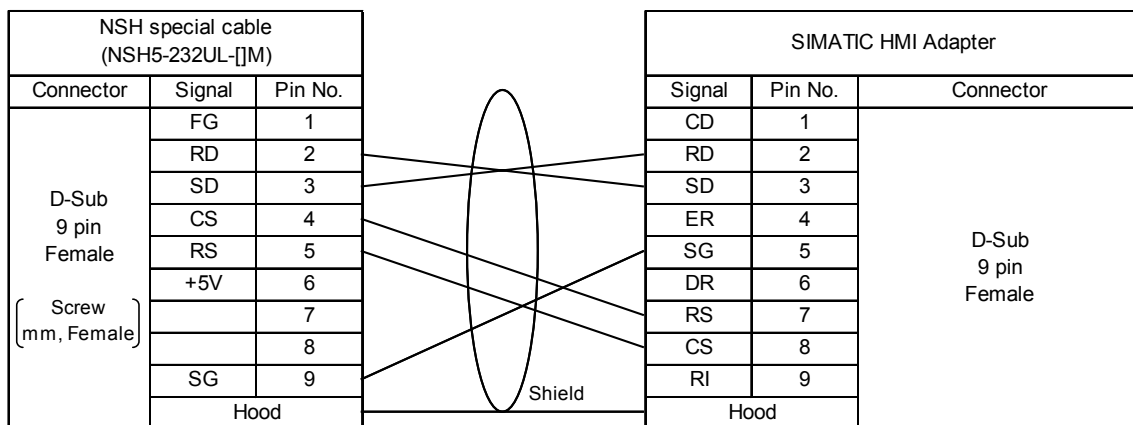 NSH special cable
(NSH5-232UL-[]M)
SIMATIC HMI Adapter
Connector Signal Pin No. Signal Pin No. Connector
FG 1 CD 1
RD 2 RD 2
SD 3 SD 3
CS 4 ER 4
RS 5 SG 5
+5V 6 DR 6
7 RS 7
8 CS 8
SG 9 RI 9
Hood Shield Hood
D-Sub
9 pin
Female
Screw
mm, Female
D-Sub
9 pin
Female